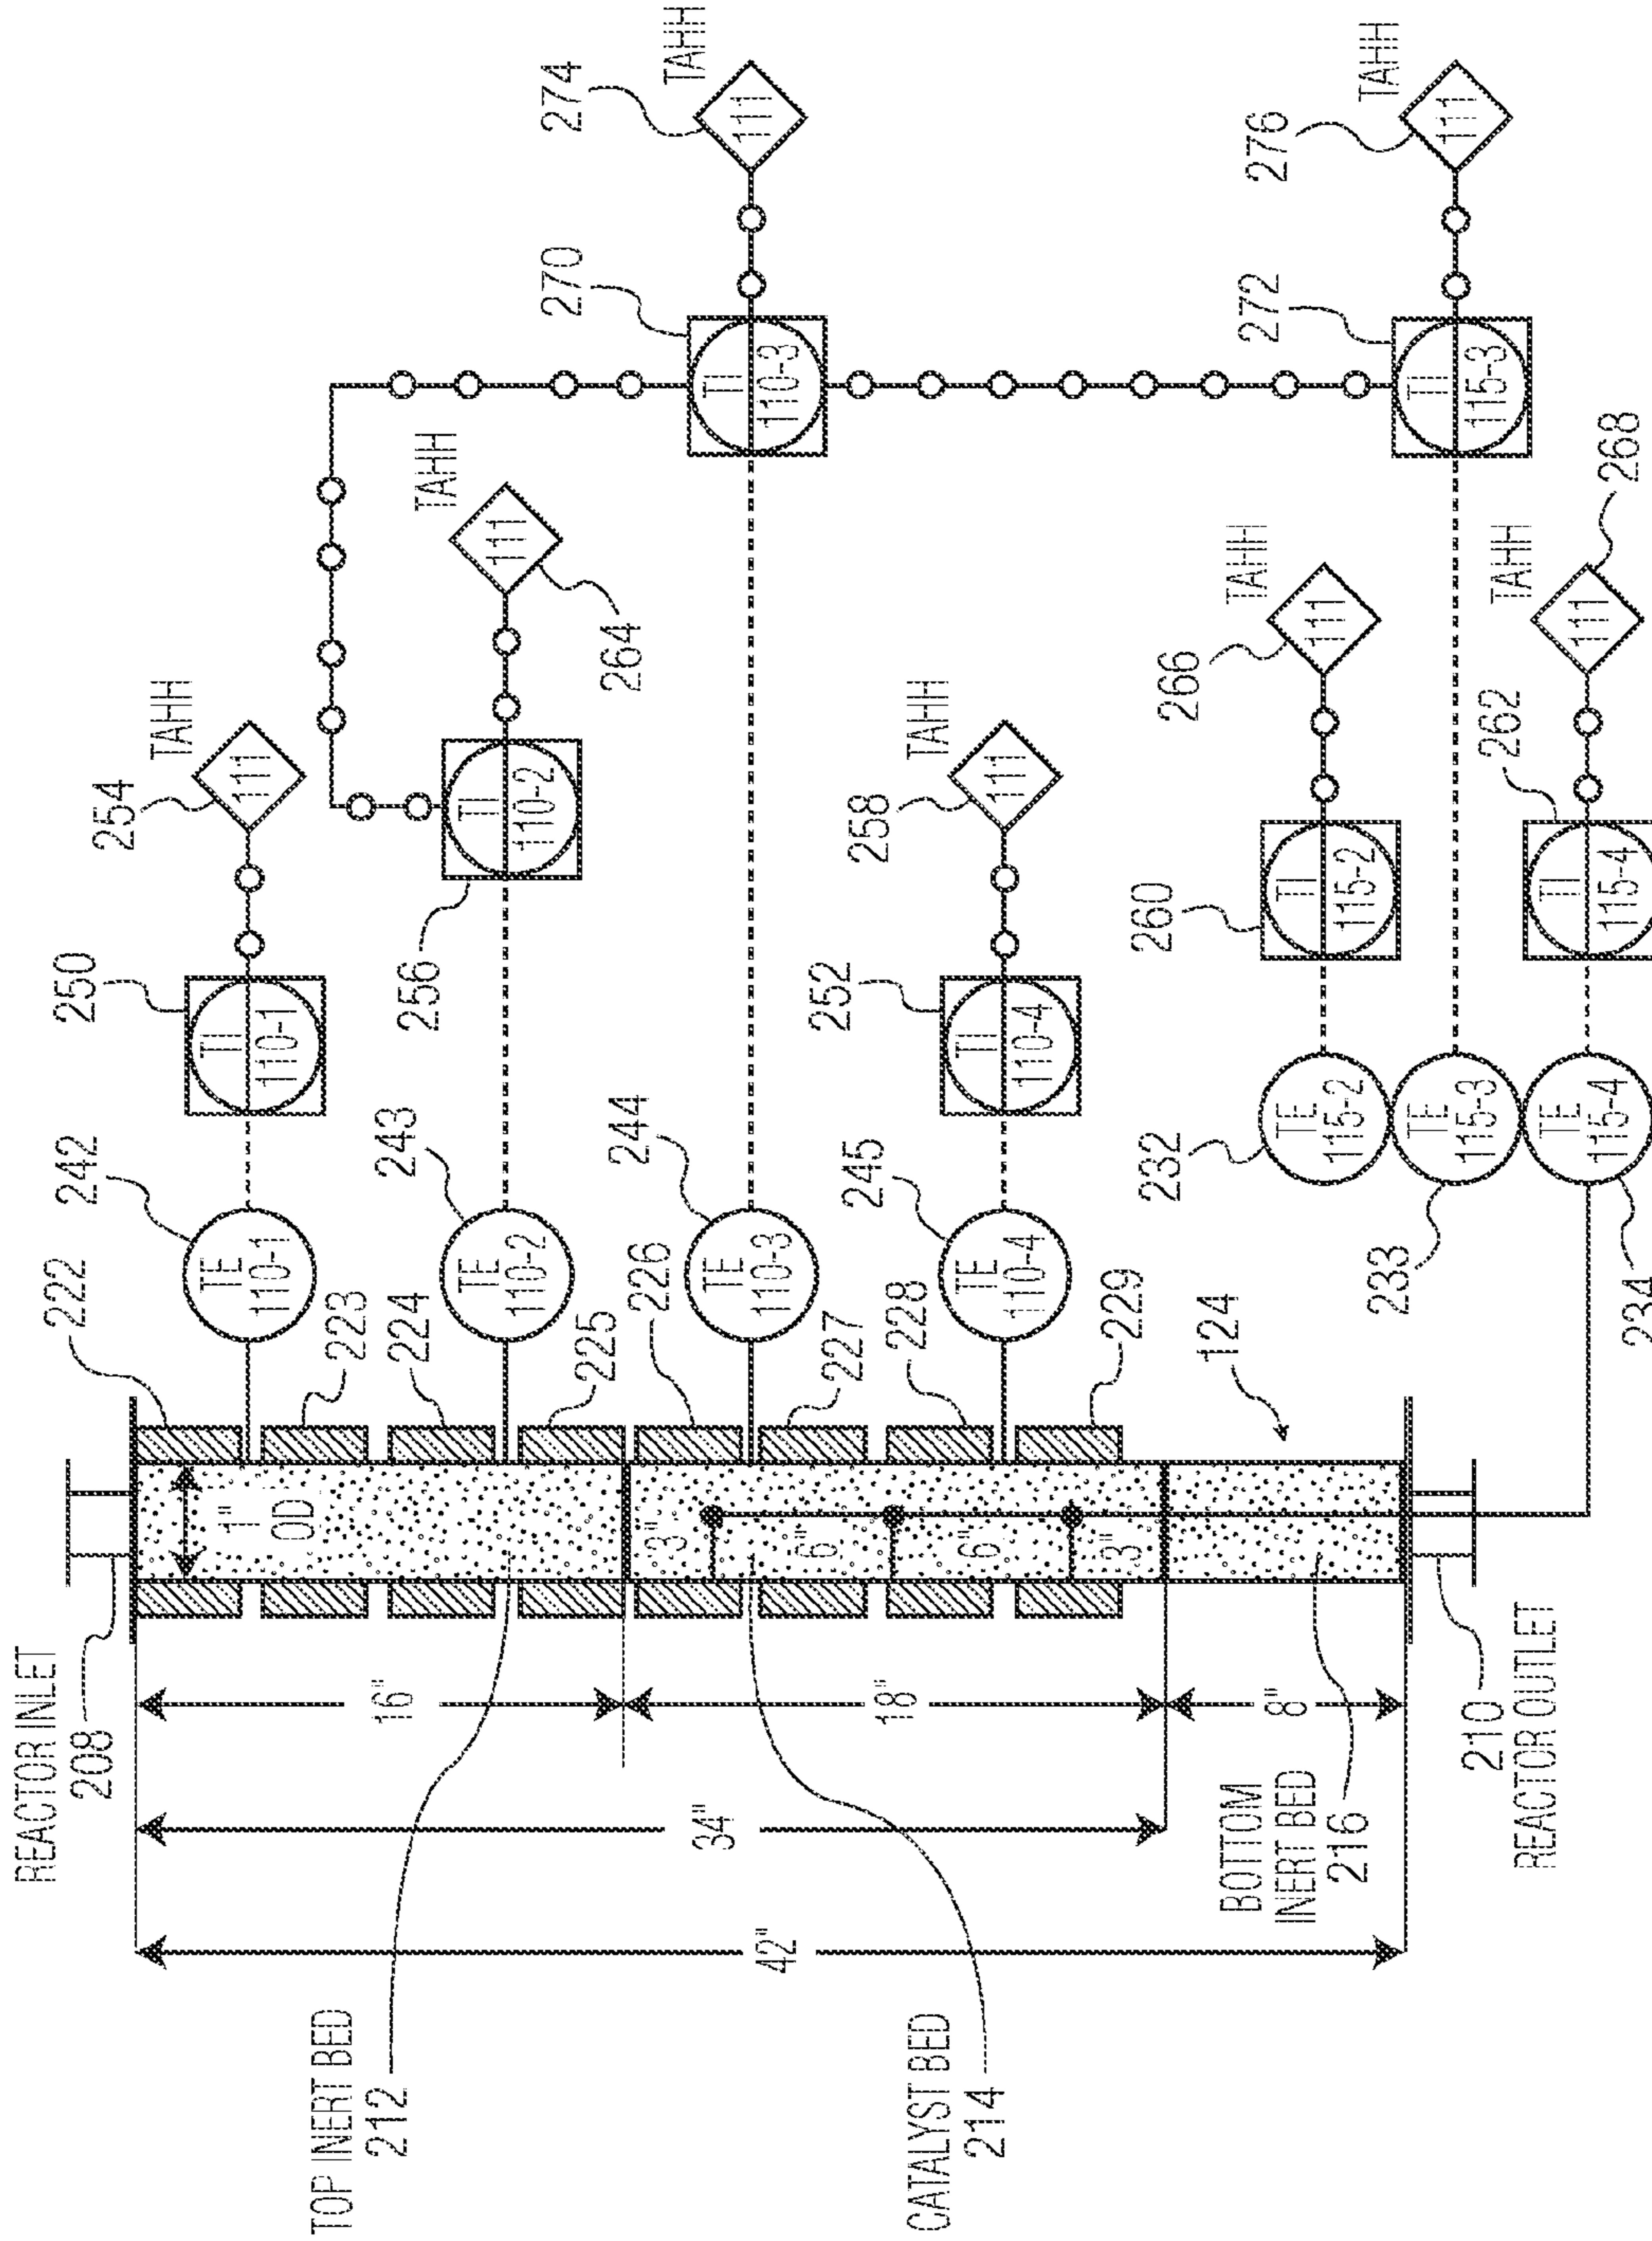 REACTOR INLET
208
222
242
250
254
TAHH
111
TI
110-1
TE
110-1
1"
OD
223
224
243
256
TE
110-2
TI
110-2
TAHH
111
264
225
16"
TOP INERT BED
212
226
244
TE
110-3
270
TI
110-3
274
TAHH
111
227
3"
6"
6"
3"
18"
34"
42"
CATALYST BED
214
228
245
TE
110-4
252
TI
110-4
258
TAHH
111
229
124
232
TE
115-2
260
TI
115-2
266
TAHH
111
233
TE
115-3
272
TI
115-3
276
TAHH
111
234
TE
115-4
262
TI
115-4
TAHH
111
268
8"
BOTTOM
INERT BED
216
210
REACTOR OUTLET